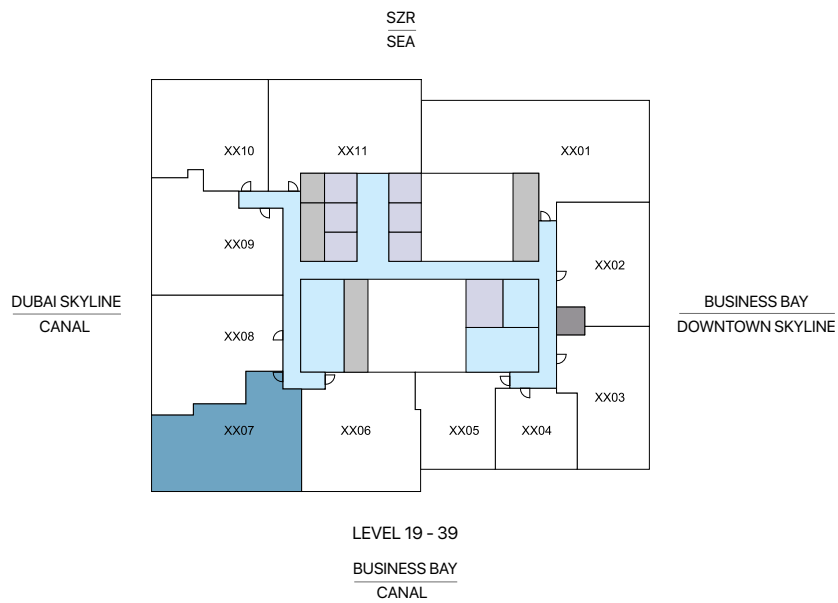 SZR
SEA
XX10
XX11
XX01
XX09
XX02
DUBAI SKYLINE
CANAL
BUSINESS BAY
DOWNTOWN SKYLINE
XX08
XX03
XX07
XX06
XX05
XX04
LEVEL 19 - 39
BUSINESS BAY
CANAL